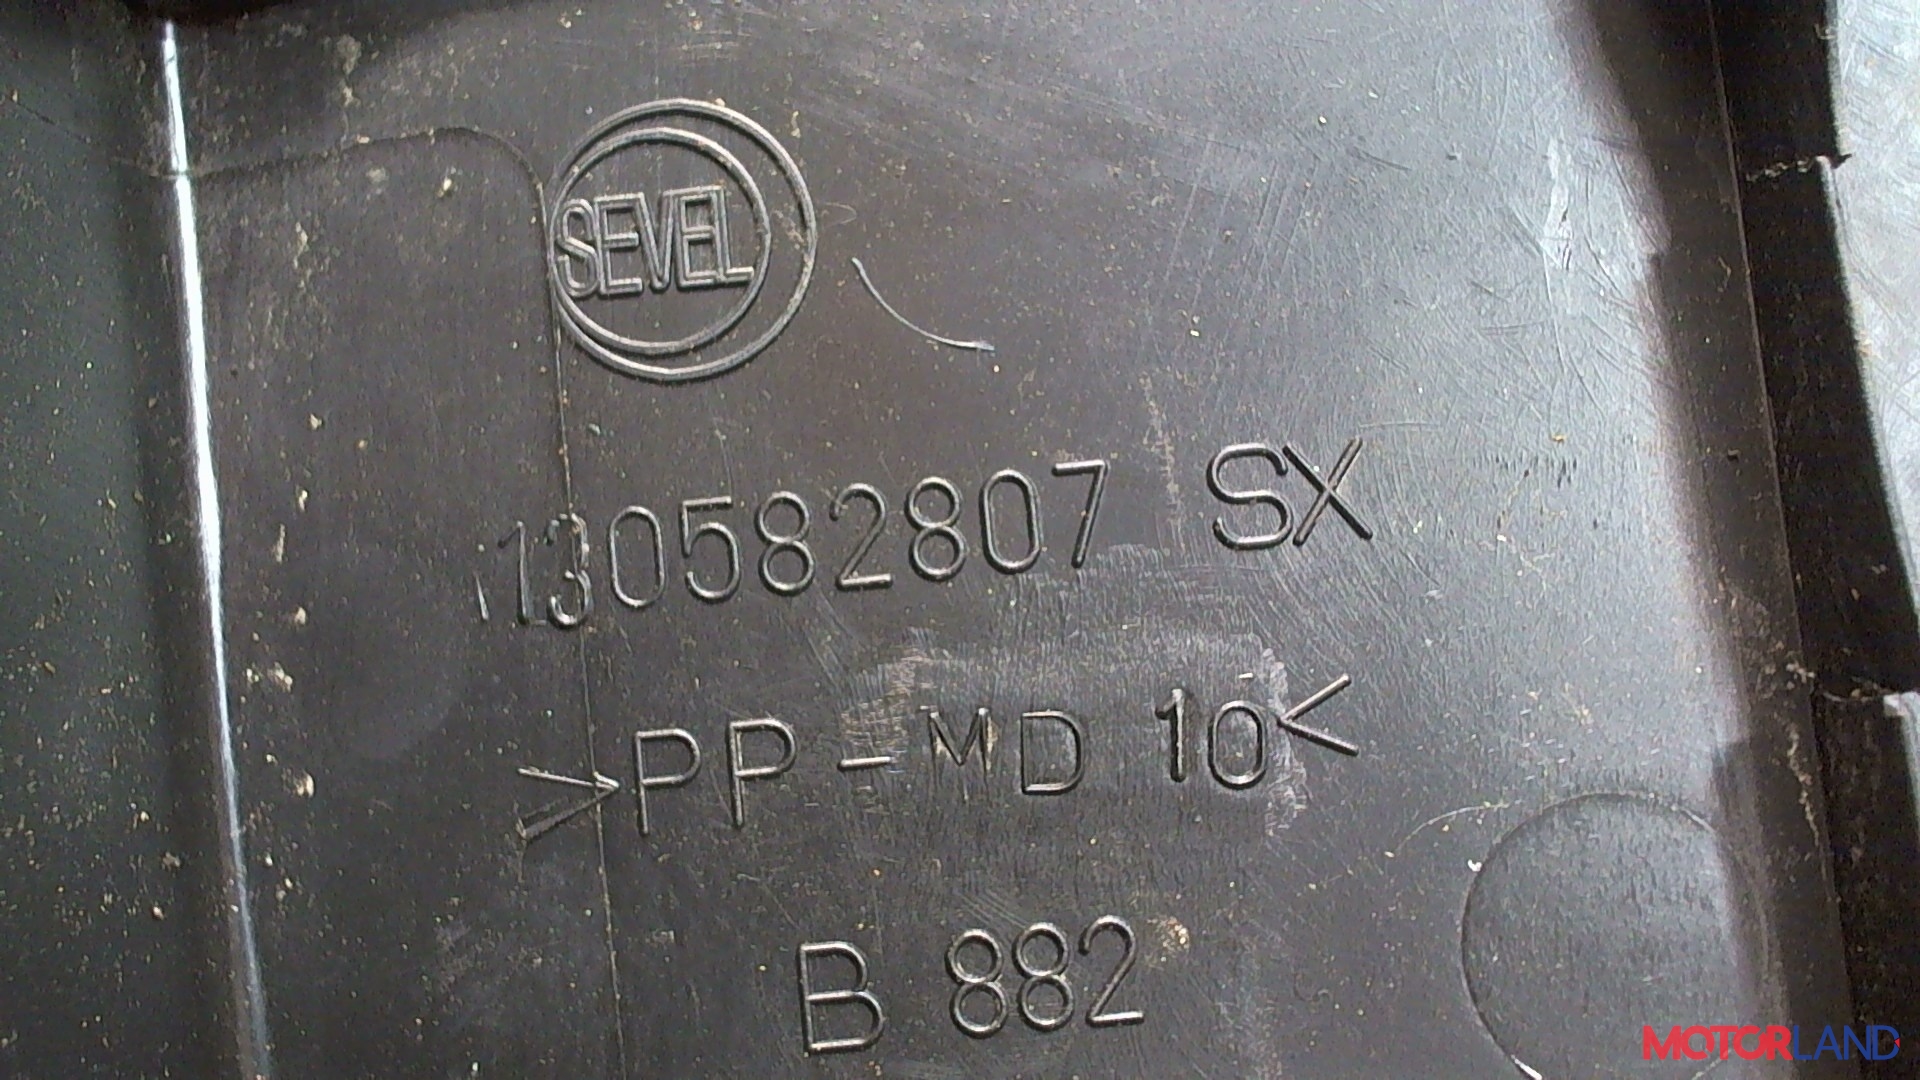 SEVEL
130582807 SX
>PP-MD 10<
B 882
MOTORLAND